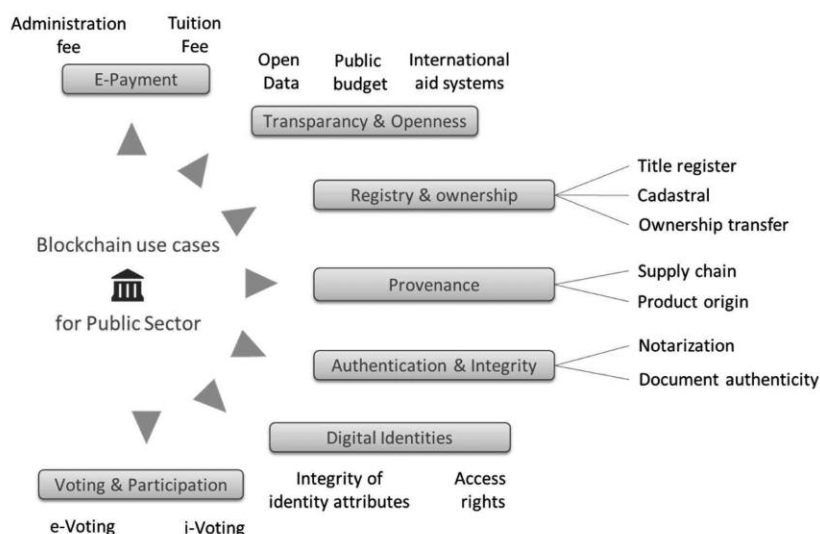 Administration
fee
Tuition
Fee
E-Payment
Open
Data
Public
budget
International
aid systems
Transparancy & Openness
Registry & ownership
Title register
Cadastral
Ownership transfer
Blockchain use cases
for Public Sector
Provenance
Supply chain
Product origin
Authentication & Integrity
Notarization
Document authenticity
Digital Identities
Integrity of
identity attributes
Access
rights
Voting & Participation
e-Voting
i-Voting